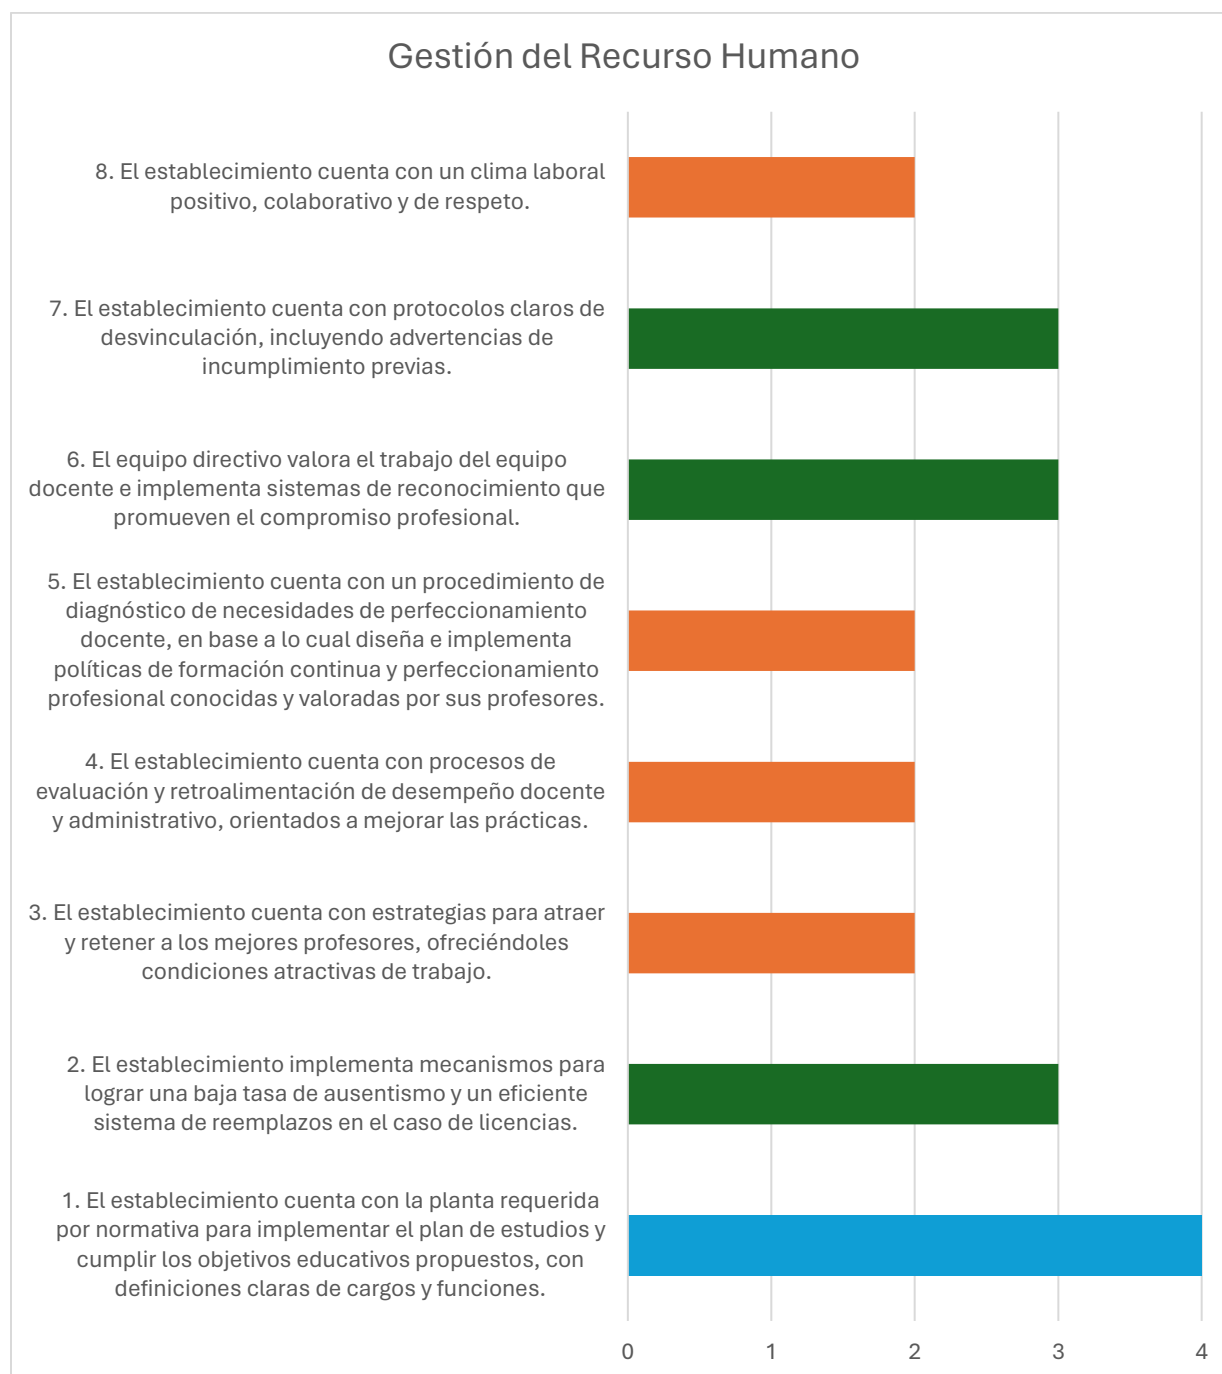 Gestión del Recurso Humano
8. El establecimiento cuenta con un clima laboral
positivo, colaborativo y de respeto.
7. El establecimiento cuenta con protocolos claros de
desvinculación, incluyendo advertencias de
incumplimiento previas.
6. El equipo directivo valora el trabajo del equipo
docente e implementa sistemas de reconocimiento que
promueven el compromiso profesional.
5. El establecimiento cuenta con un procedimiento de
diagnóstico de necesidades de perfeccionamiento
docente, en base a lo cual diseña e implementa
políticas de formación continua y perfeccionamiento
profesional conocidas y valoradas por sus profesores.
4. El establecimiento cuenta con procesos de
evaluación y retroalimentación de desempeño docente
y administrativo, orientados a mejorar las prácticas.
3. El establecimiento cuenta con estrategias para atraer
y retener a los mejores profesores, ofreciéndoles
condiciones atractivas de trabajo.
2. El establecimiento implementa mecanismos para
lograr una baja tasa de ausentismo y un eficiente
sistema de reemplazos en el caso de licencias.
1. El establecimiento cuenta con la planta requerida
por normativa para implementar el plan de estudios y
cumplir los objetivos educativos propuestos, con
definiciones claras de cargos y funciones.
0 1 2 3 4